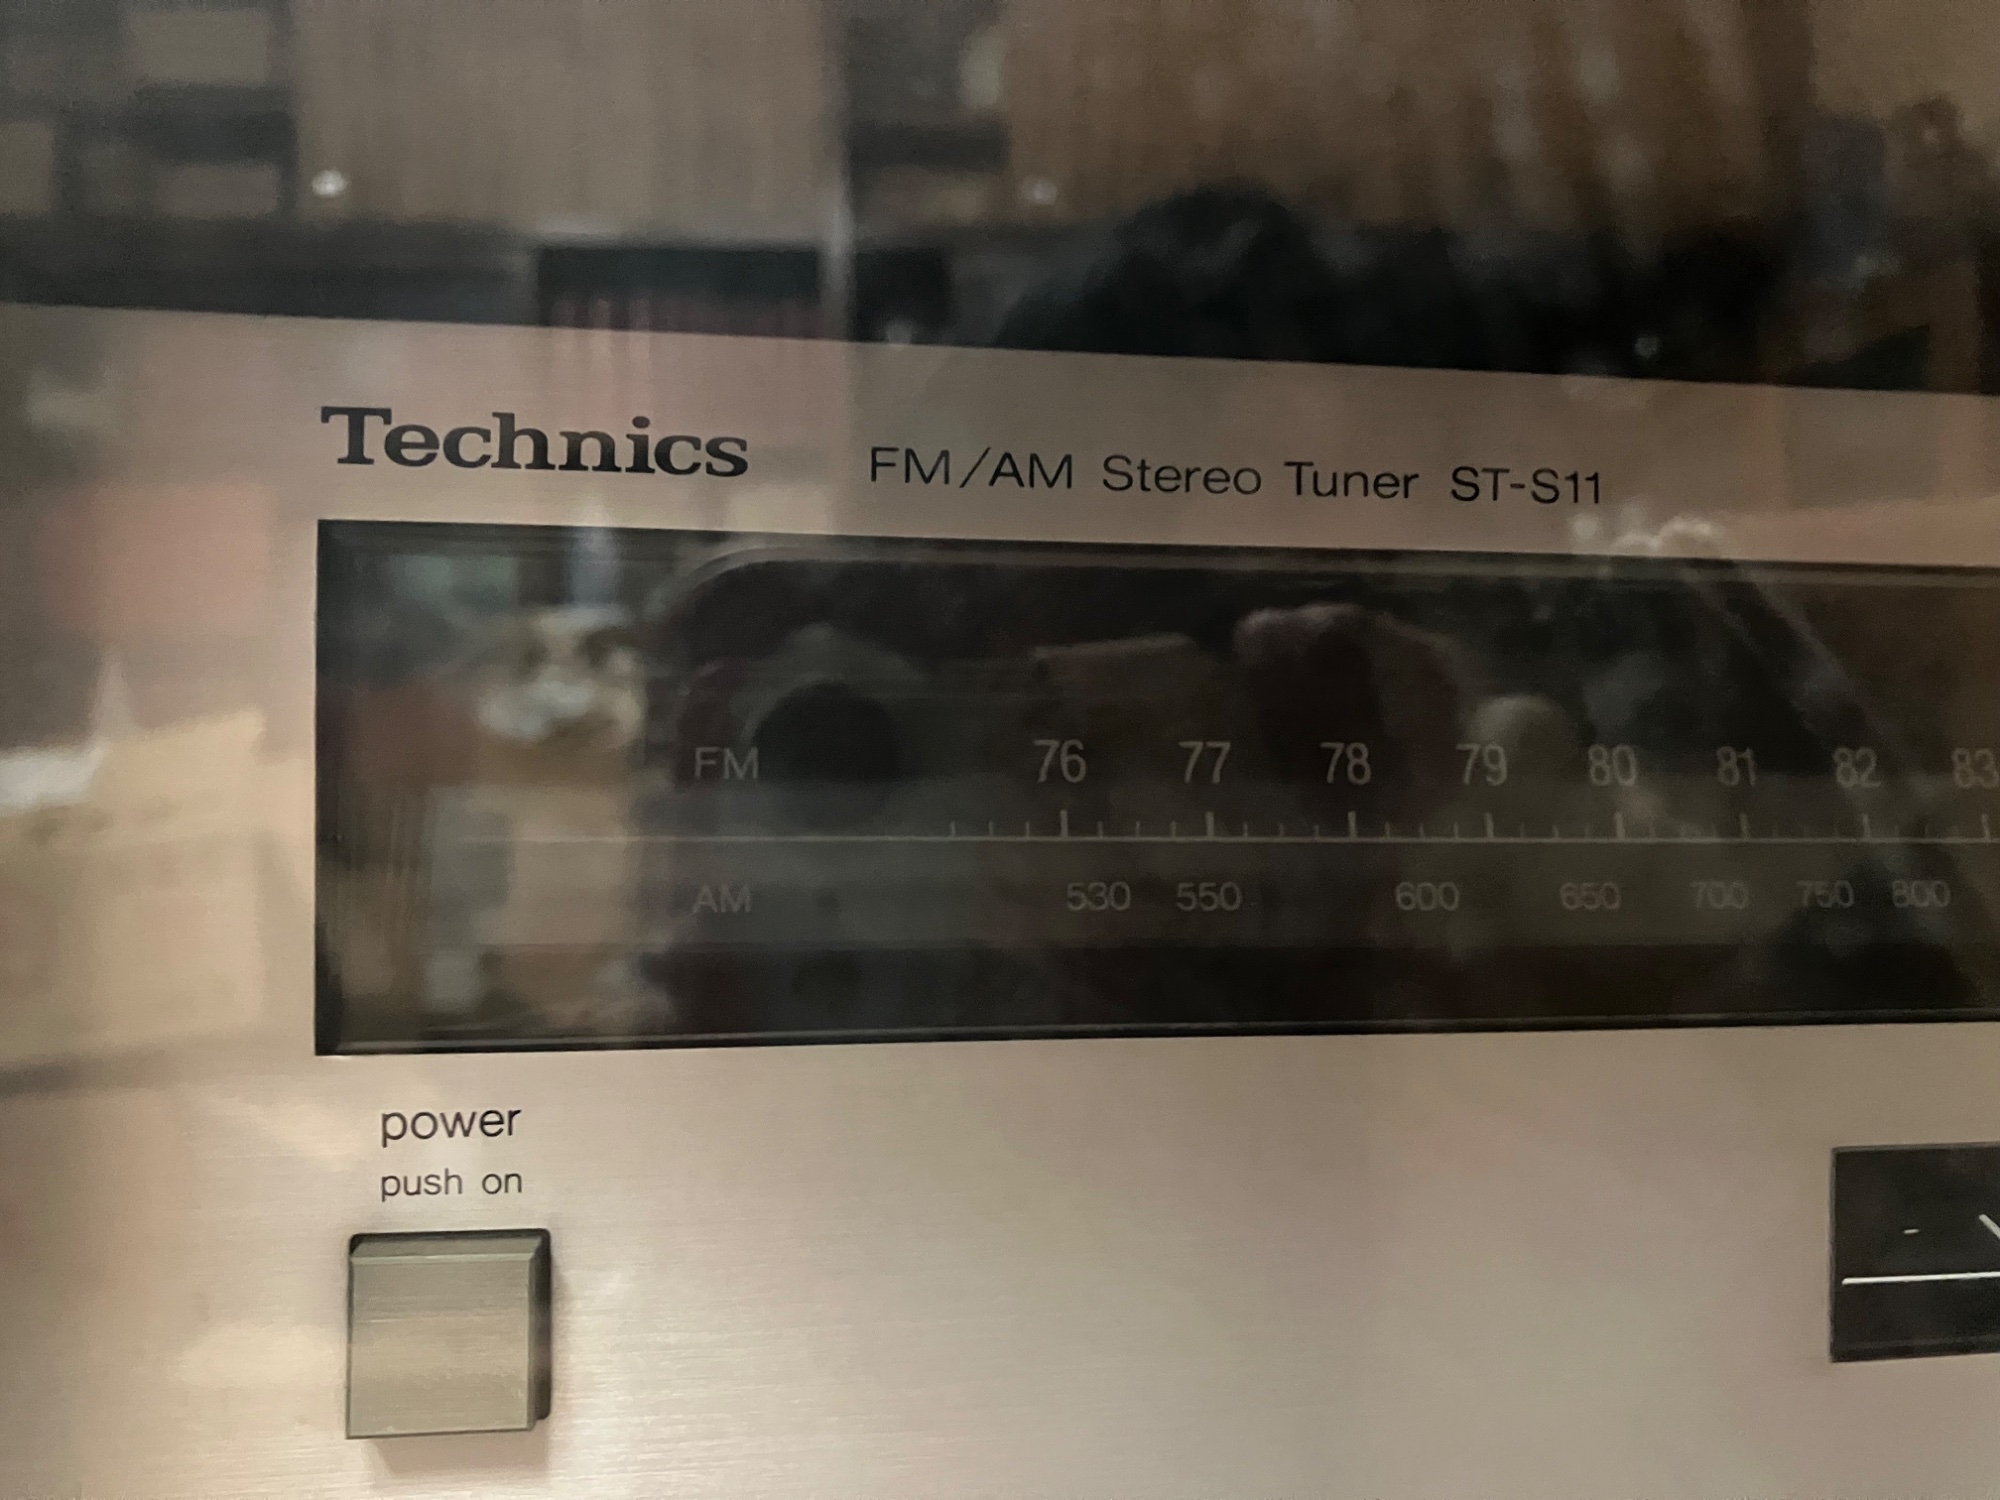 Technics FM/AM Stereo Tuner ST-S11
FM 76 77 78 79 80 81 82 83
AM 530 550 600 650 700 750 800
power
push on